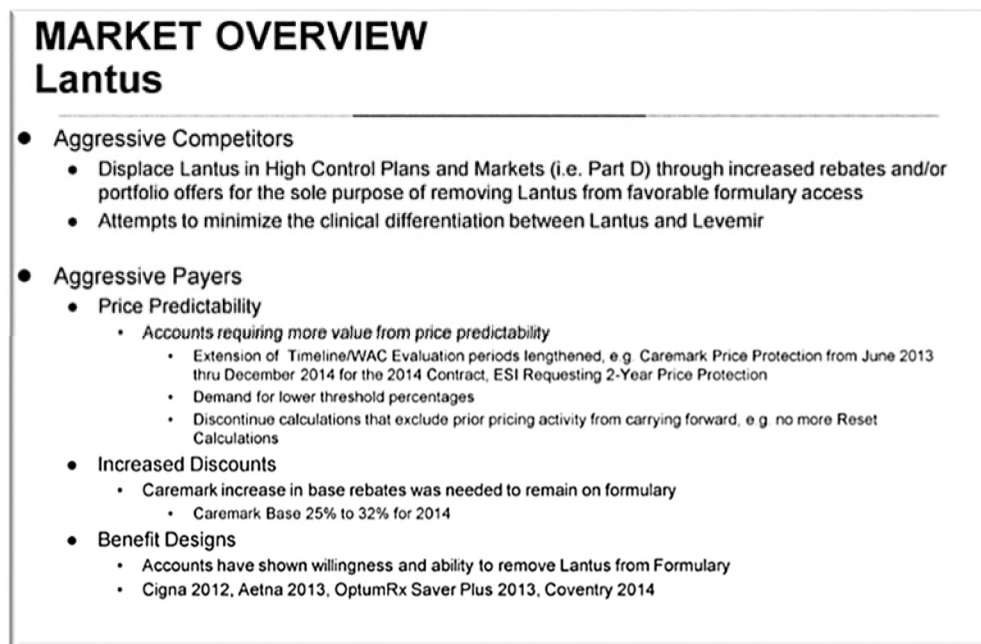 MARKET OVERVIEW
Lantus
● Aggressive Competitors
● Displace Lantus in High Control Plans and Markets (i.e. Part D) through increased rebates and/or
portfolio offers for the sole purpose of removing Lantus from favorable formulary access
● Attempts to minimize the clinical differentiation between Lantus and Levemir
● Aggressive Payers
● Price Predictability
• Accounts requiring more value from price predictability
• Extension of Timeline/WAC Evaluation periods lengthened, e.g. Caremark Price Protection from June 2013
thru December 2014 for the 2014 Contract, ESI Requesting 2-Year Price Protection
• Demand for lower threshold percentages
• Discontinue calculations that exclude prior pricing activity from carrying forward, e.g. no more Reset
Calculations
● Increased Discounts
• Caremark increase in base rebates was needed to remain on formulary
• Caremark Base 25% to 32% for 2014
● Benefit Designs
• Accounts have shown willingness and ability to remove Lantus from Formulary
• Cigna 2012, Aetna 2013, OptumRx Saver Plus 2013, Coventry 2014